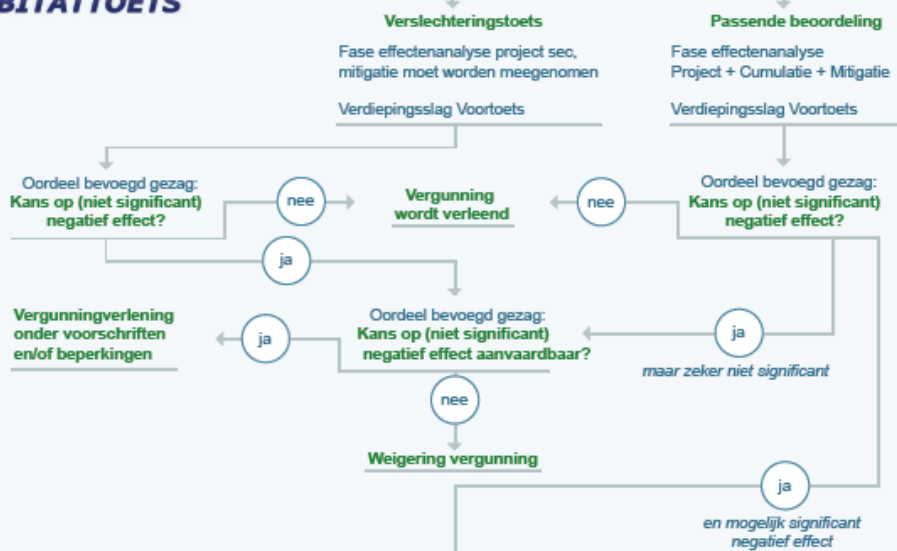 BITATTOETS
Verslechteringstoets
Fase effectenanalyse project sec,
mitigatie moet worden meegenomen
Verdiepingsslag Voortoets
Passende beoordeling
Fase effectenanalyse
Project + Cumulatie + Mitigatie
Verdiepingsslag Voortoets
Oordeel bevoegd gezag:
Kans op (niet significant)
negatief effect?
nee
Vergunning
wordt verleend
nee
Oordeel bevoegd gezag:
Kans op (niet significant)
negatief effect?
ja
Vergunningverlening
onder voorschriften
en/of beperkingen
ja
Oordeel bevoegd gezag:
Kans op (niet significant)
negatief effect aanvaardbaar?
ja
maar zeker niet significant
nee
Weigering vergunning
ja
en mogelijk significant
negatief effect